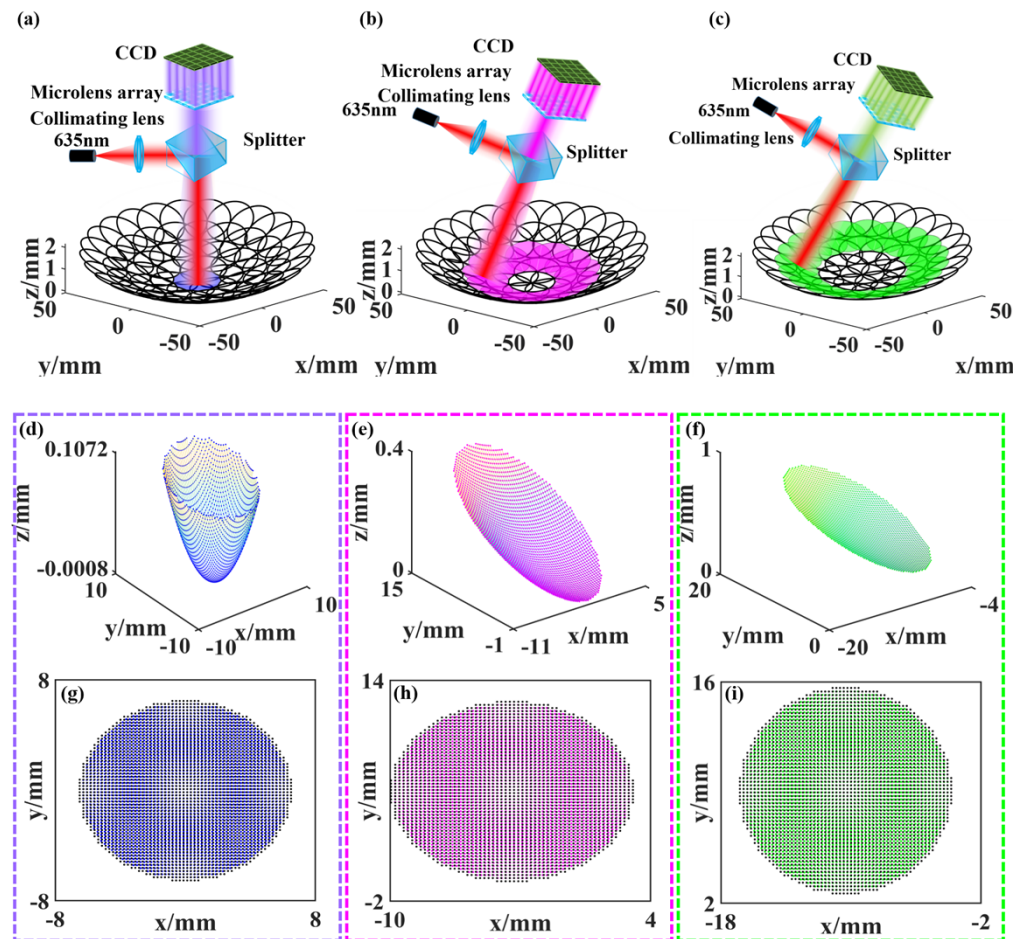 (a)
CCD
Microlens array
Collimating lens
635nm
Splitter
z/mm
2
1
0
50
0
-50
-50
0
50
y/mm
x/mm
(b)
CCD
Microlens array
Collimating lens
635nm
Splitter
z/mm
2
1
0
50
0
-50
-50
0
50
y/mm
x/mm
(c)
CCD
Microlens array
635nm
Collimating lens
Splitter
z/mm
2
1
0
50
0
-50
-50
0
50
y/mm
x/mm
(d)
0.1072
z/mm
-0.0008
10
10
y/mm
x/mm
-10
-10
(e)
0.4
z/mm
0
15
5
y/mm
x/mm
-1
-11
(f)
1
z/mm
0
20
-4
y/mm
x/mm
0
-20
(g)
8
y/mm
-8
-8
x/mm
8
(h)
14
y/mm
-2
-10
x/mm
4
(i)
16
y/mm
2
-18
x/mm
-2